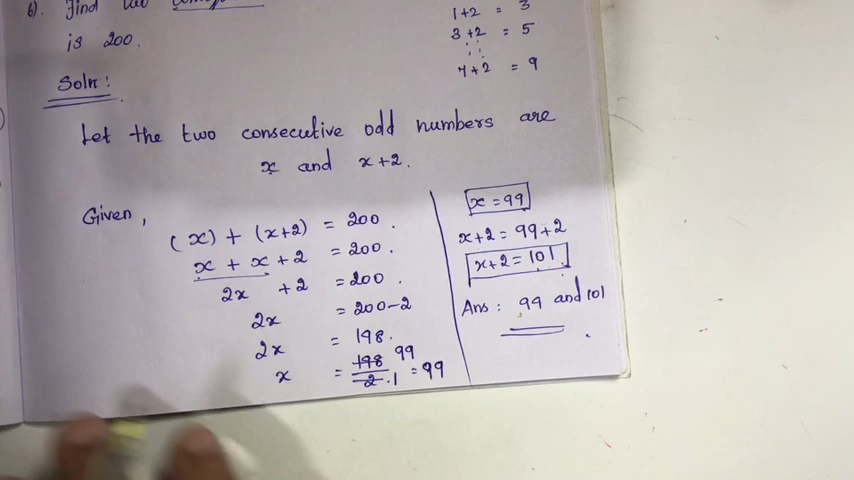 6). Find two
is 200.
1+2 = 3
3+2 = 5
7+2 = 9
Soln:
Let the two consecutive odd numbers are
x and x+2.
Given,
(x) + (x+2) = 200.
x + x + 2 = 200.
2x + 2 = 200.
2x = 200-2
2x = 198.
x = 198/2 = 99
99
1
x = 99
x+2 = 99+2
x+2 = 101
Ans: 99 and 101